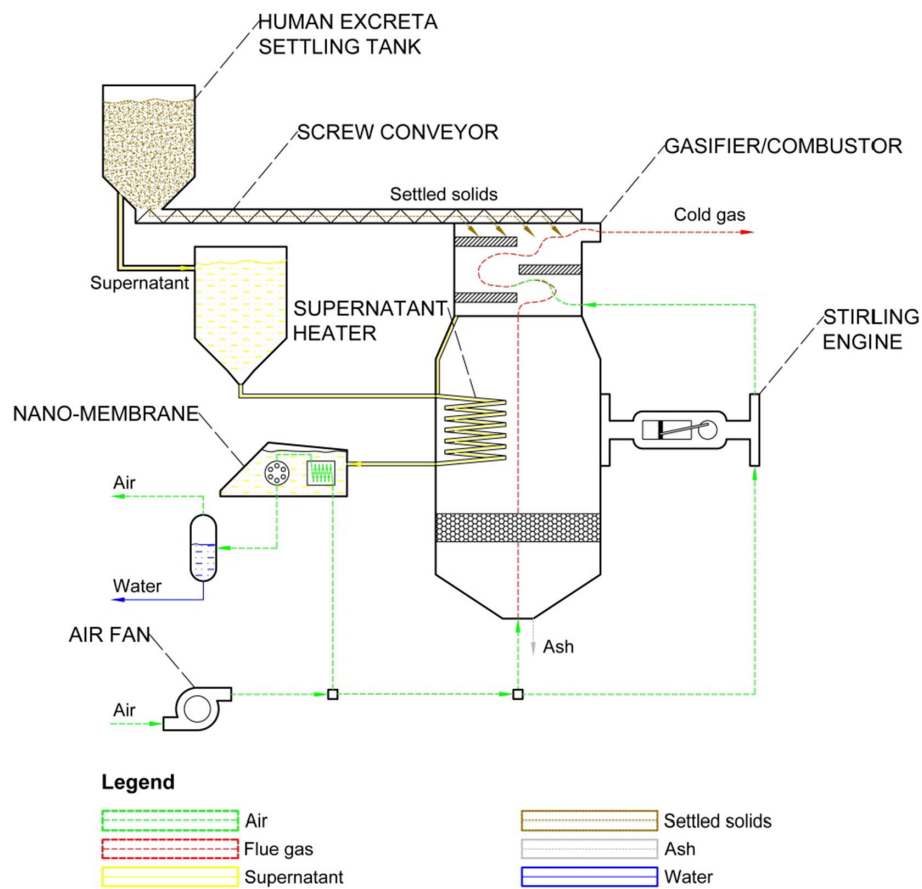 HUMAN EXCRETA
SETTLING TANK
SCREW CONVEYOR
GASIFIER/COMBUSTOR
Settled solids
Cold gas
Supernatant
SUPERNATANT
HEATER
STIRLING
ENGINE
NANO-MEMBRANE
Air
Water
AIR FAN
Ash
Air
Legend
Air
Settled solids
Flue gas
Ash
Supernatant
Water